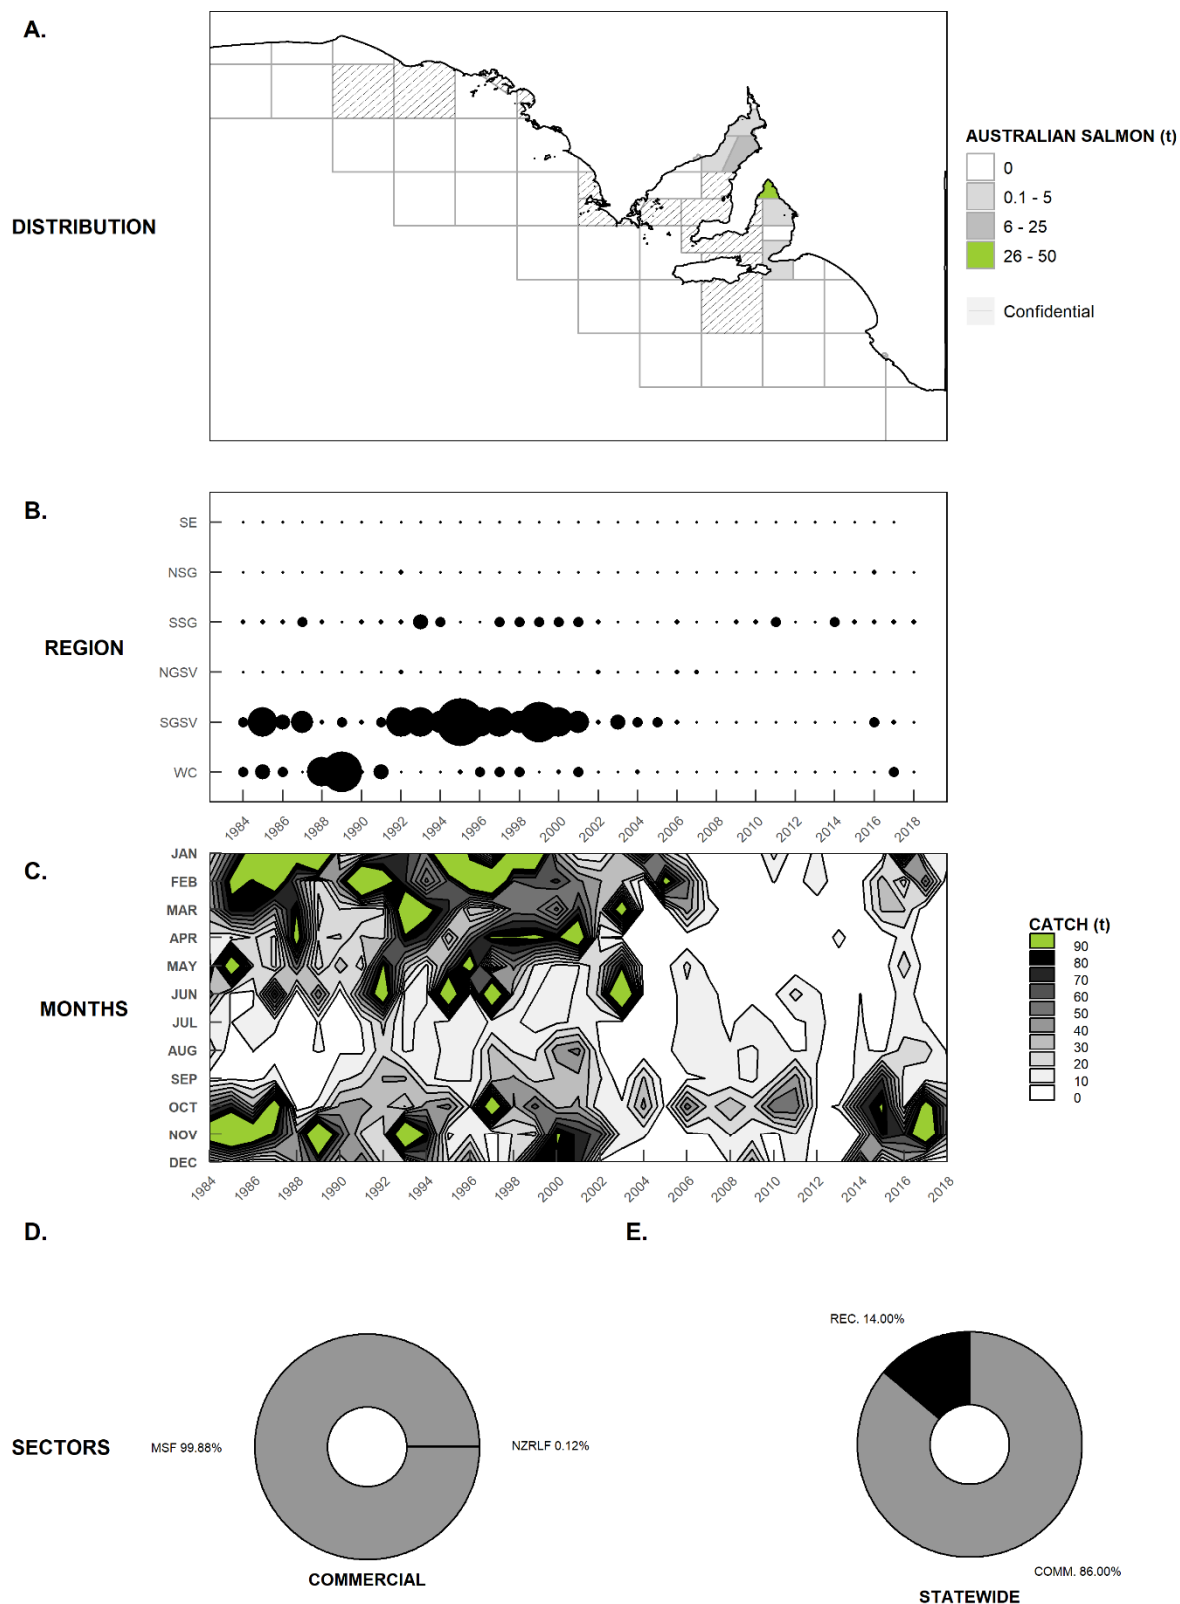 A.
DISTRIBUTION
AUSTRALIAN SALMON (t)
0
0.1 - 5
6 - 25
26 - 50
Confidential
B.
REGION
SE
NSG
SSG
NGSV
SGSV
WC
1984 1986 1988 1990 1992 1994 1996 1998 2000 2002 2004 2006 2008 2010 2012 2014 2016 2018
C.
MONTHS
JAN
FEB
MAR
APR
MAY
JUN
JUL
AUG
SEP
OCT
NOV
DEC
1984 1986 1988 1990 1992 1994 1996 1998 2000 2002 2004 2006 2008 2010 2012 2014 2016 2018
CATCH (t)
90
80
70
60
50
40
30
20
10
0
D.
E.
SECTORS
MSF 99.88%
NZRLF 0.12%
COMMERCIAL
REC. 14.00%
COMM. 86.00%
STATEWIDE